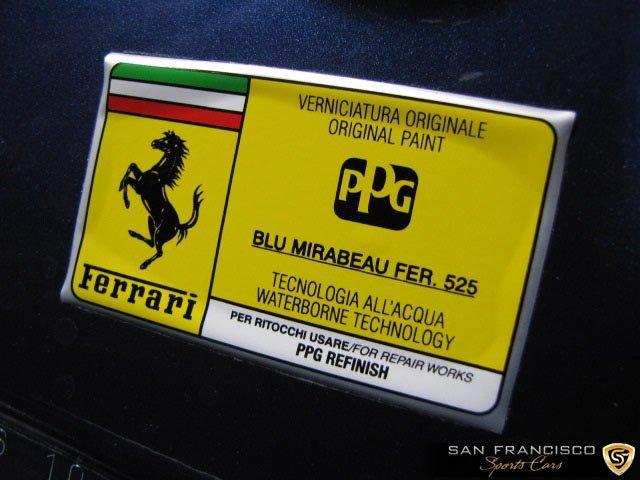 VERNICIATURA ORIGINALE
ORIGINAL PAINT
PPG
BLU MIRABEAU FER. 525
TECNOLOGIA ALL'ACQUA
WATERBORNE TECHNOLOGY
Ferrari
PER RITOCCHI USARE/FOR REPAIR WORKS
PPG REFINISH
SAN FRANCISCO
Sports Cars